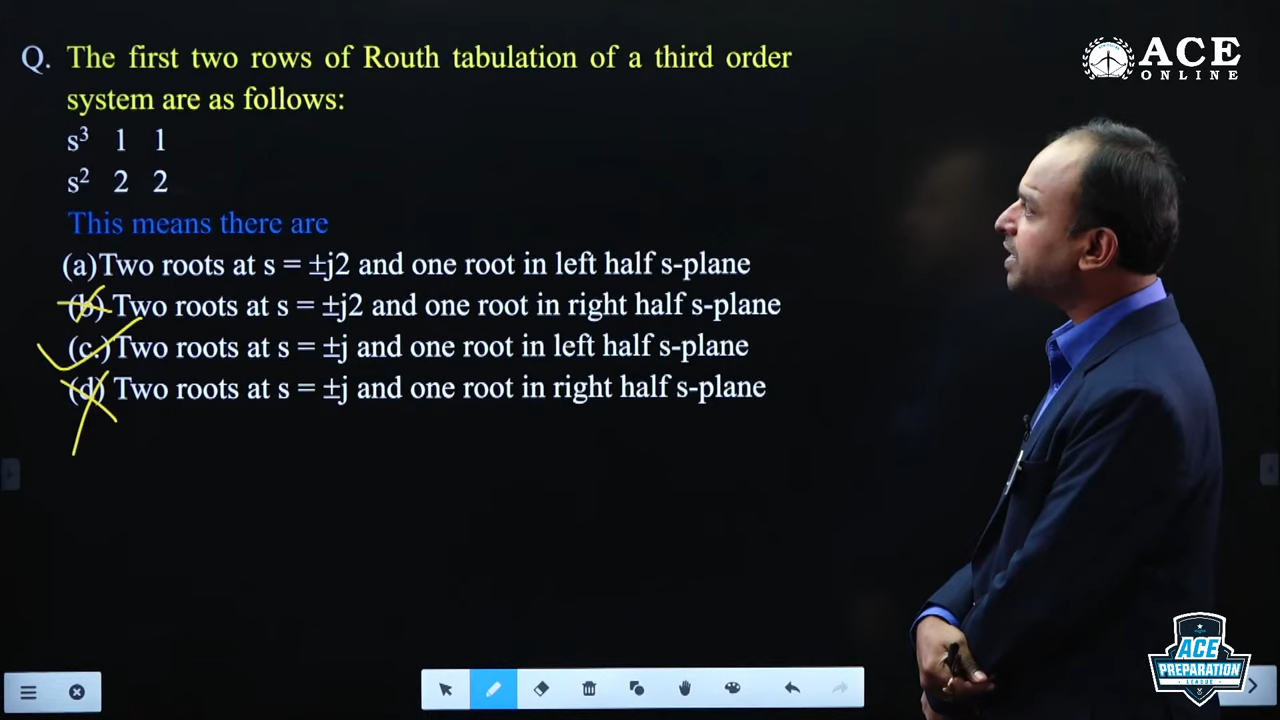 Q. The first two rows of Routh tabulation of a third order
system are as follows:
s³ 1 1
s² 2 2
This means there are
(a)Two roots at s = ±j2 and one root in left half s-plane
(b) Two roots at s = ±j2 and one root in right half s-plane
(c.) Two roots at s = ±j and one root in left half s-plane
(d) Two roots at s = ±j and one root in right half s-plane
ACE
ONLINE
ACE
PREPARATION
LEAGUE